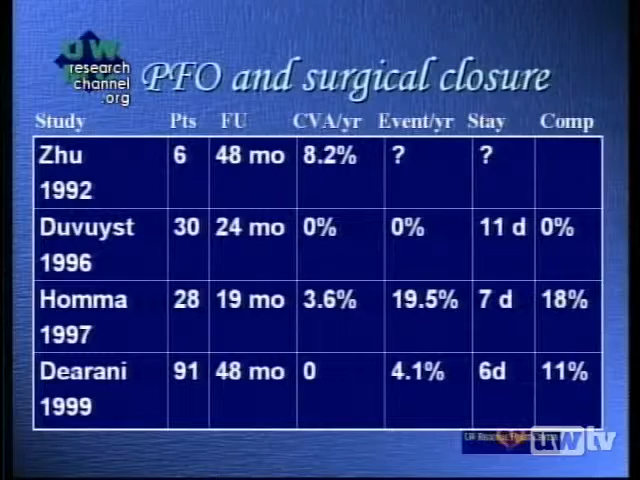 UW
research
channel
.org
PFO and surgical closure
Study Pts FU CVA/yr Event/yr Stay Comp
Zhu 6 48 mo 8.2% ? ?
1992
Duvuyst 30 24 mo 0% 0% 11 d 0%
1996
Homma 28 19 mo 3.6% 19.5% 7 d 18%
1997
Dearani 91 48 mo 0 4.1% 6d 11%
1999
uwtv